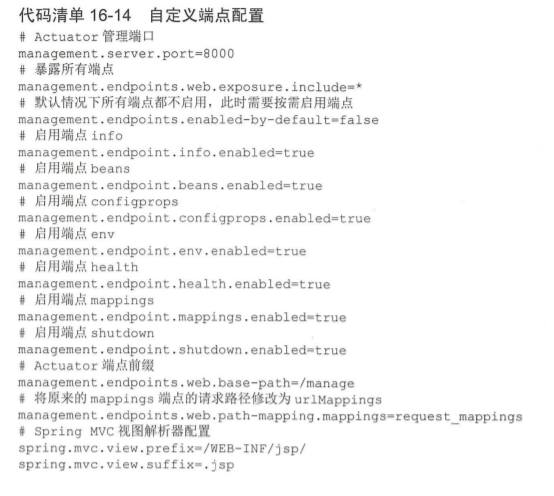 代码清单 16-14 自定义端点配置
# Actuator 管理端口
management.server.port=8000
# 暴露所有端点
management.endpoints.web.exposure.include=*
# 默认情况下所有端点都不启用，此时需要按需启用端点
management.endpoints.enabled-by-default=false
# 启用端点 info
management.endpoint.info.enabled=true
# 启用端点 beans
management.endpoint.beans.enabled=true
# 启用端点 configprops
management.endpoint.configprops.enabled=true
# 启用端点 env
management.endpoint.env.enabled=true
# 启用端点 health
management.endpoint.health.enabled=true
# 启用端点 mappings
management.endpoint.mappings.enabled=true
# 启用端点 shutdown
management.endpoint.shutdown.enabled=true
# Actuator 端点前缀
management.endpoints.web.base-path=/manage
# 将原来的 mappings 端点的请求路径修改为 urlMappings
management.endpoints.web.path-mapping.mappings=request_mappings
# Spring MVC 视图解析器配置
spring.mvc.view.prefix=/WEB-INF/jsp/
spring.mvc.view.suffix=.jsp